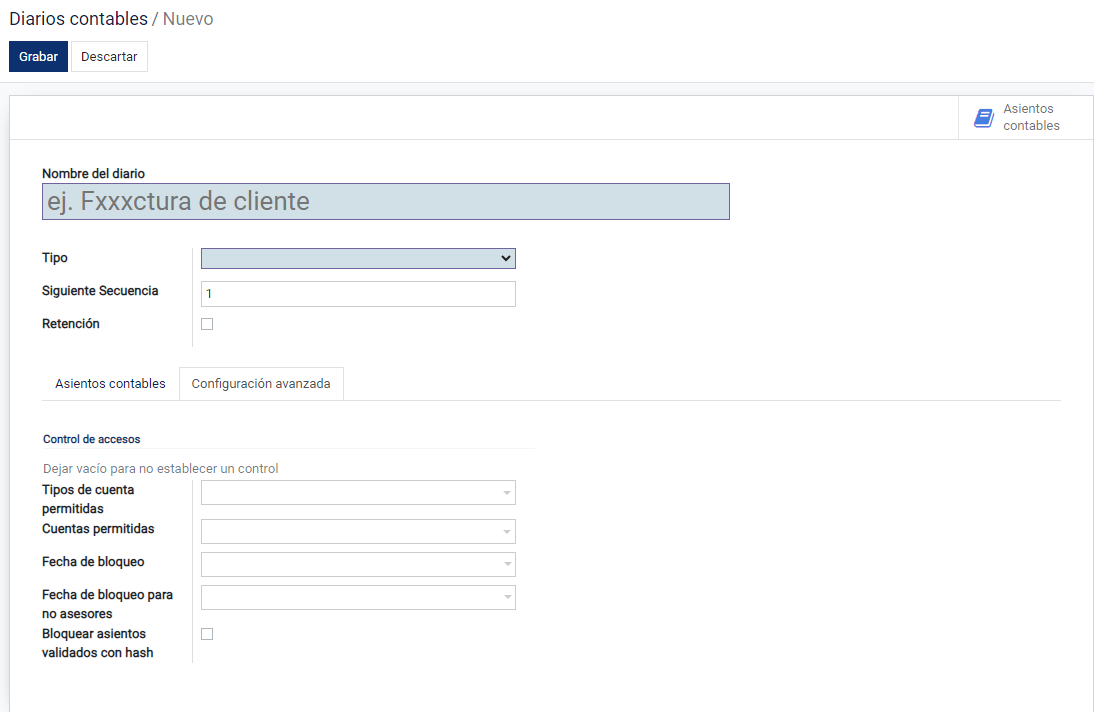 Diarios contables / Nuevo
Grabar
Descartar
Asientos
contables
Nombre del diario
ej. Fxxxctura de cliente
Tipo
Siguiente Secuencia
1
Retención
Asientos contables
Configuración avanzada
Control de accesos
Dejar vacío para no establecer un control
Tipos de cuenta
permitidas
Cuentas permitidas
Fecha de bloqueo
Fecha de bloqueo para
no asesores
Bloquear asientos
validados con hash